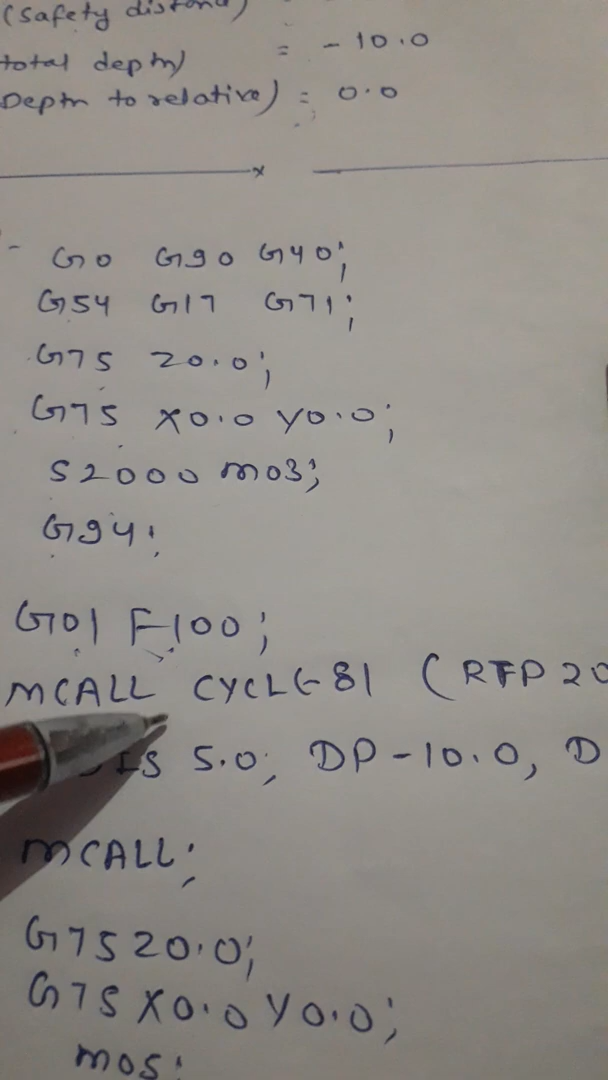 (safety distance)
total depth) = - 10.0
Depth to relative) = 0.0
x
- G0 G90 G40;
G54 G17 G71;
G75 Z0.0;
G75 X0.0 Y0.0;
S2000 M03;
G94;
G01 F100;
MCALL CYCLE81 (RTP 20
DIS 5.0, DP-10.0, D
MCALL;
G75 Z0.0;
G75 X0.0 Y0.0;
M05;